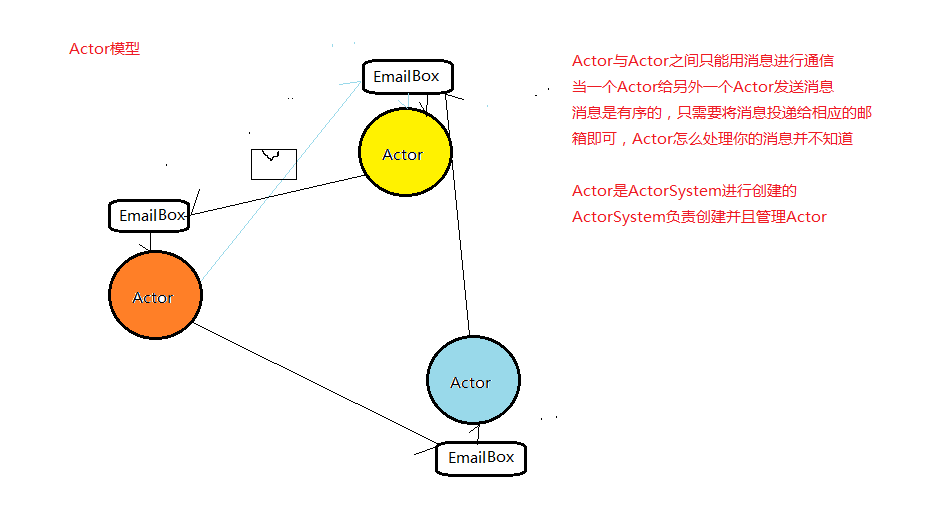 Actor模型
EmailBox
Actor与Actor之间只能用消息进行通信
当一个Actor给另外一个Actor发送消息
消息是有序的，只需要将消息投递给相应的邮
箱即可，Actor怎么处理你的消息并不知道
Actor
Actor是ActorSystem进行创建的
ActorSystem负责创建并且管理Actor
EmailBox
Actor
Actor
EmailBox